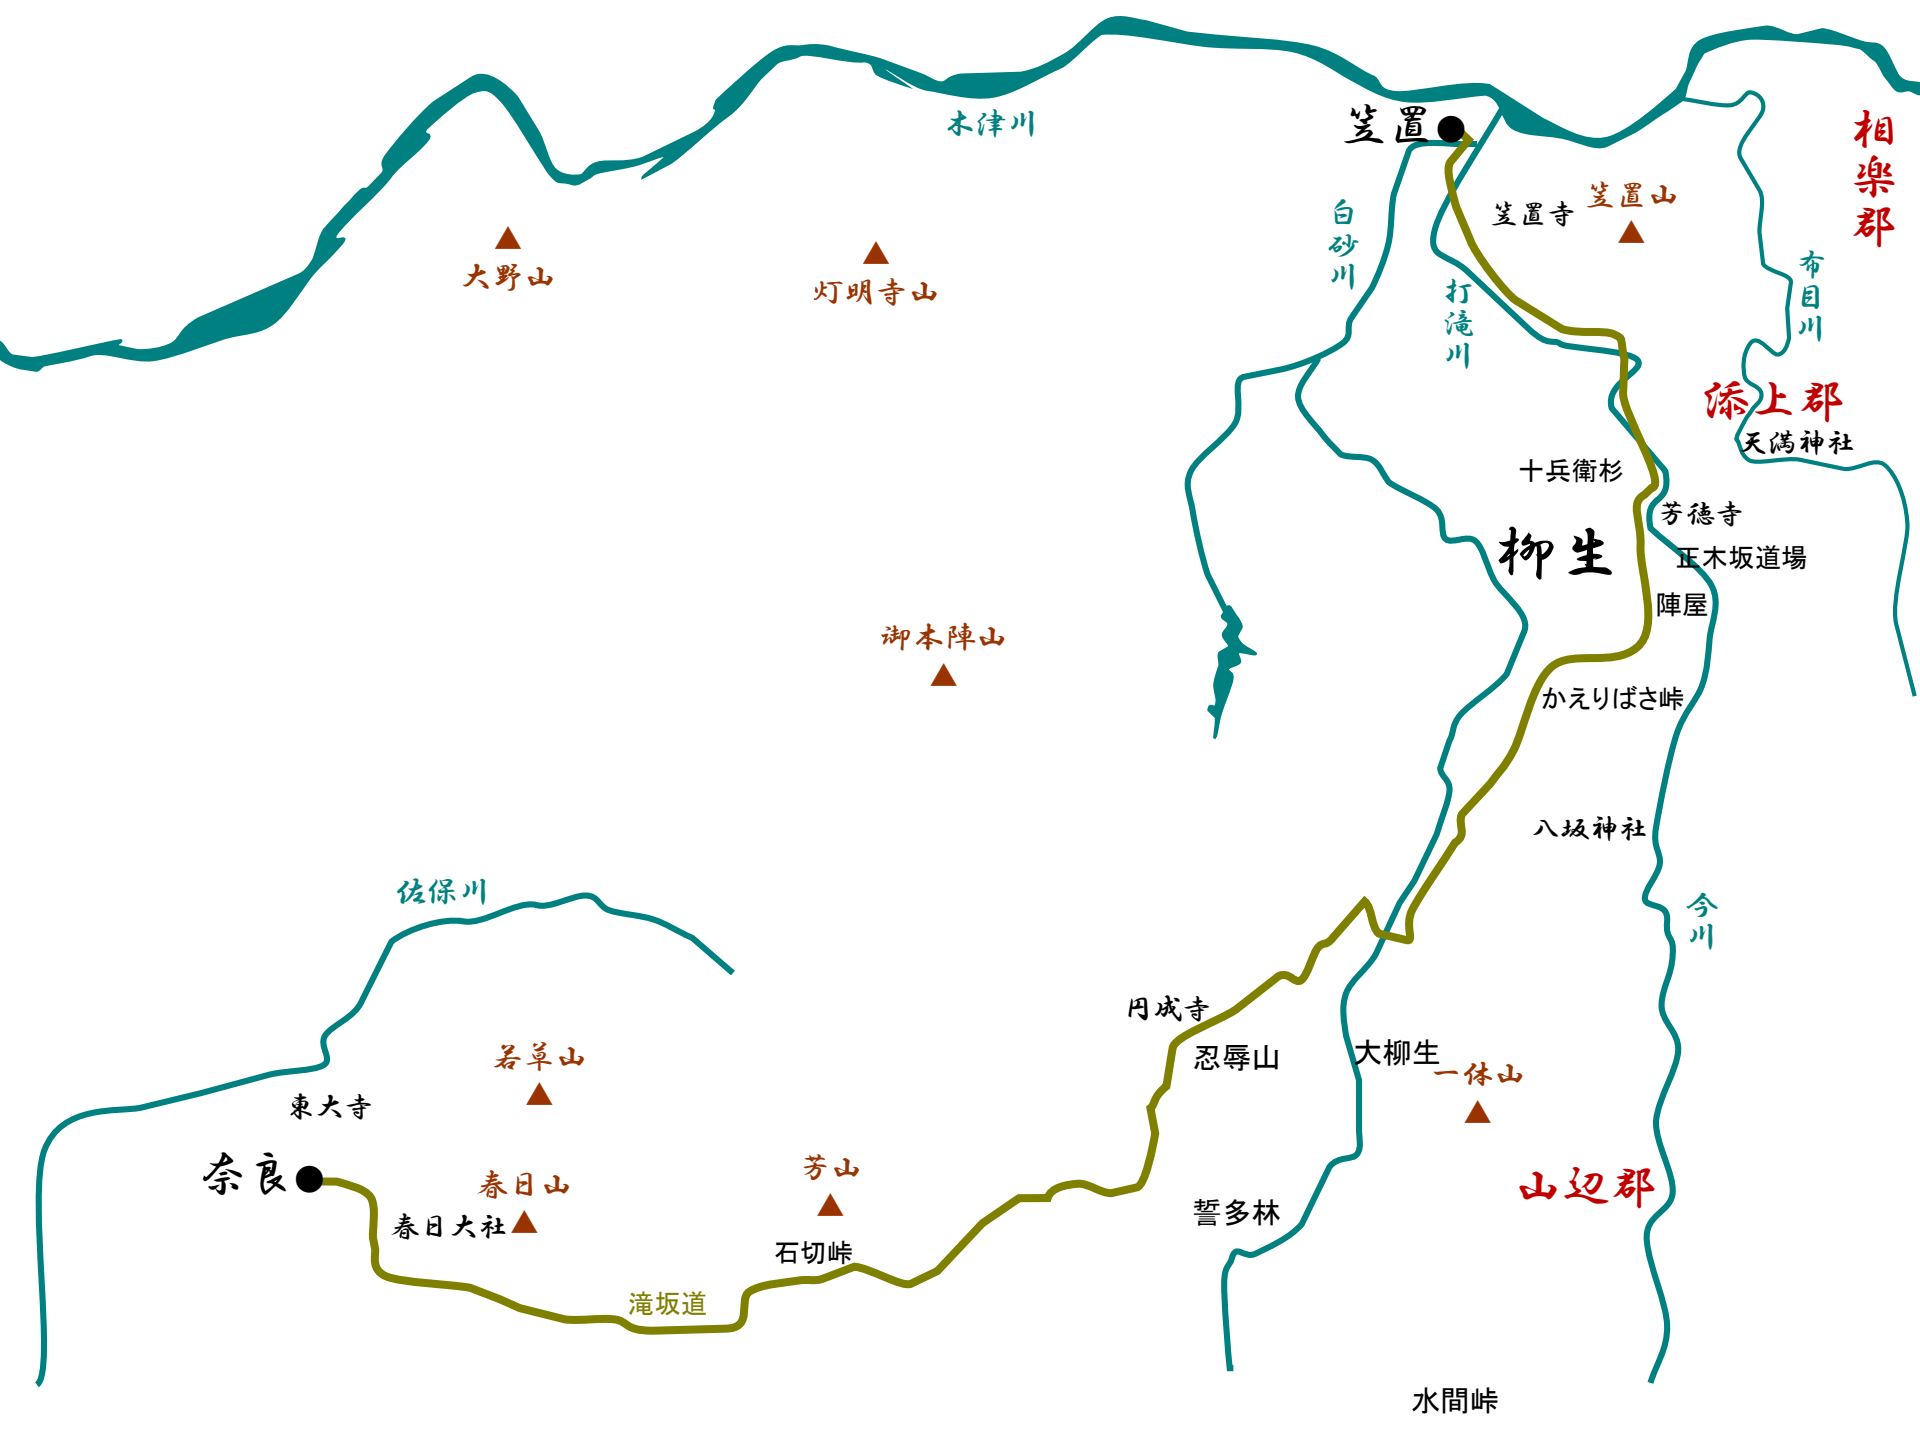 木津川
笠置
相楽郡
笠置山
笠置寺
白砂川
打滝川
布目川
大野山
灯明寺山
添上郡
天満神社
十兵衛杉
芳徳寺
柳生
正木坂道場
陣屋
御本陣山
かえりばさ峠
八坂神社
佐保川
今川
円成寺
忍辱山
大柳生
一体山
若草山
東大寺
奈良
春日山
春日大社
芳山
石切峠
山辺郡
誓多林
滝坂道
水間峠